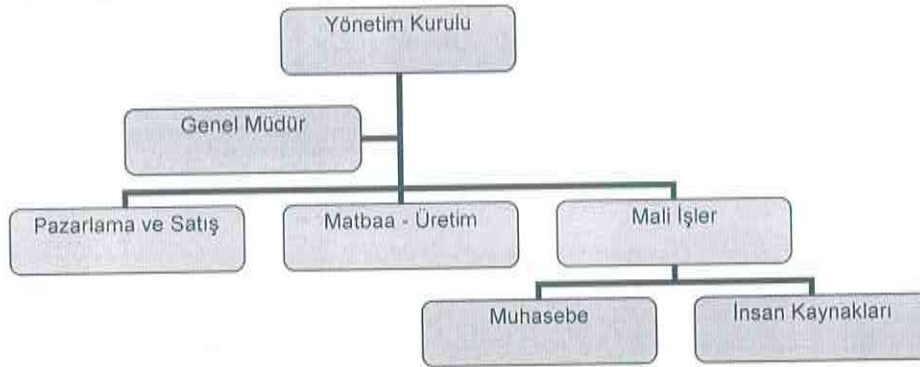 Yönetim Kurulu
Genel Müdür
Pazarlama ve Satış
Matbaa - Üretim
Mali İşler
Muhasebe
İnsan Kaynakları